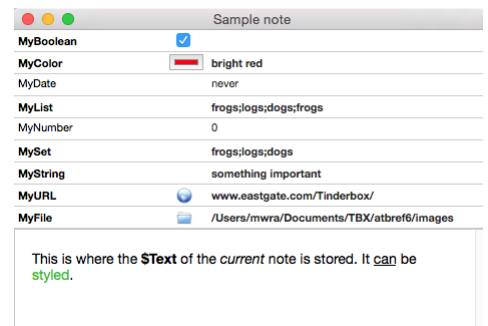 Sample note
MyBoolean
MyColor bright red
MyDate never
MyList frogs;logs;dogs;frogs
MyNumber 0
MySet frogs;logs;dogs
MyString something important
MyURL www.eastgate.com/Tinderbox/
MyFile /Users/mwra/Documents/TBX/atbref6/images
This is where the $Text of the current note is stored. It can be
styled.